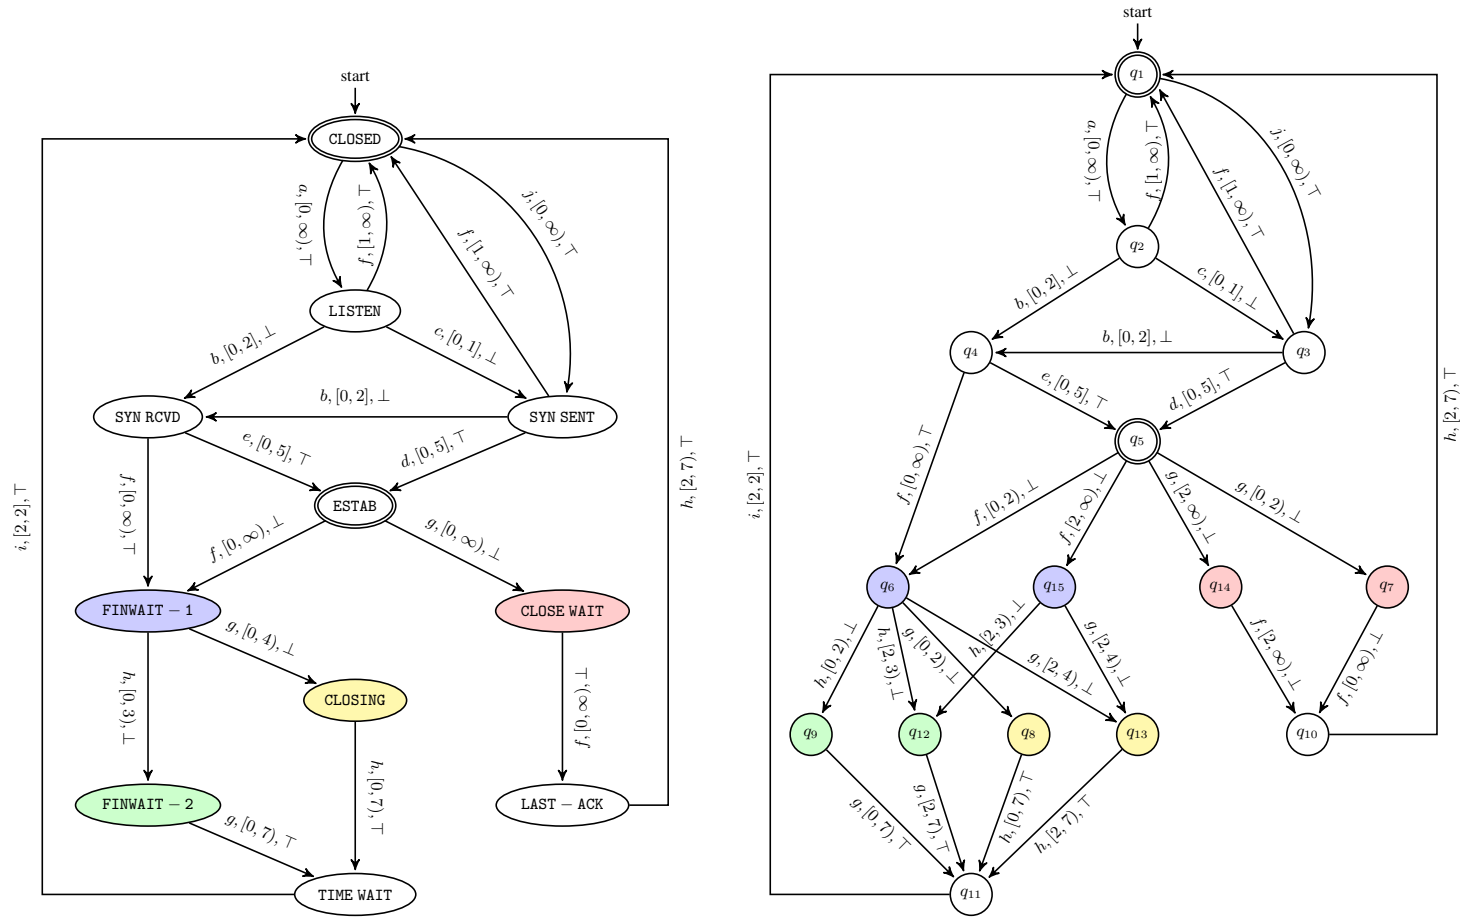 start
CLOSED
a, [0, ∞), ⊥
f, [1, ∞), ⊤
j, [0, ∞), ⊤
f, [1, ∞), ⊤
LISTEN
b, [0, 2], ⊥
c, [0, 1], ⊥
SYN RCVD
b, [0, 2], ⊥
SYN SENT
e, [0, 5], ⊤
d, [0, 5], ⊤
ESTAB
f, [0, ∞), ⊥
f, [0, ∞), ⊥
g, [0, ∞), ⊥
i, [2, 2], ⊤
h, [2, 7), ⊤
FINWAIT − 1
CLOSE WAIT
g, [0, 4), ⊥
h, [0, 3), ⊥
CLOSING
f, [0, ∞), ⊤
h, [0, 7), ⊤
FINWAIT − 2
LAST − ACK
g, [0, 7), ⊤
TIME WAIT
start
q1
a, [0, ∞), ⊥
f, [1, ∞), ⊤
j, [0, ∞), ⊤
f, [1, ∞), ⊤
q2
b, [0, 2], ⊥
c, [0, 1], ⊥
q4
b, [0, 2], ⊥
q3
e, [0, 5], ⊤
d, [0, 5], ⊤
q5
f, [0, ∞), ⊤
f, [0, 2), ⊥
f, [2, ∞), ⊥
g, [2, ∞), ⊥
g, [0, 2), ⊥
i, [2, 2], ⊤
h, [2, 7), ⊤
q6
q15
q14
q7
h, [0, 2), ⊥
h, [2, 3), ⊥
g, [0, 2), ⊥
h, [2, 3), ⊥
g, [2, 4), ⊥
g, [2, 4), ⊥
f, [2, ∞), ⊥
f, [0, ∞), ⊥
q9
q12
q8
q13
q10
g, [0, 7), ⊤
g, [2, 7), ⊤
h, [0, 7), ⊤
h, [2, 7), ⊤
q11